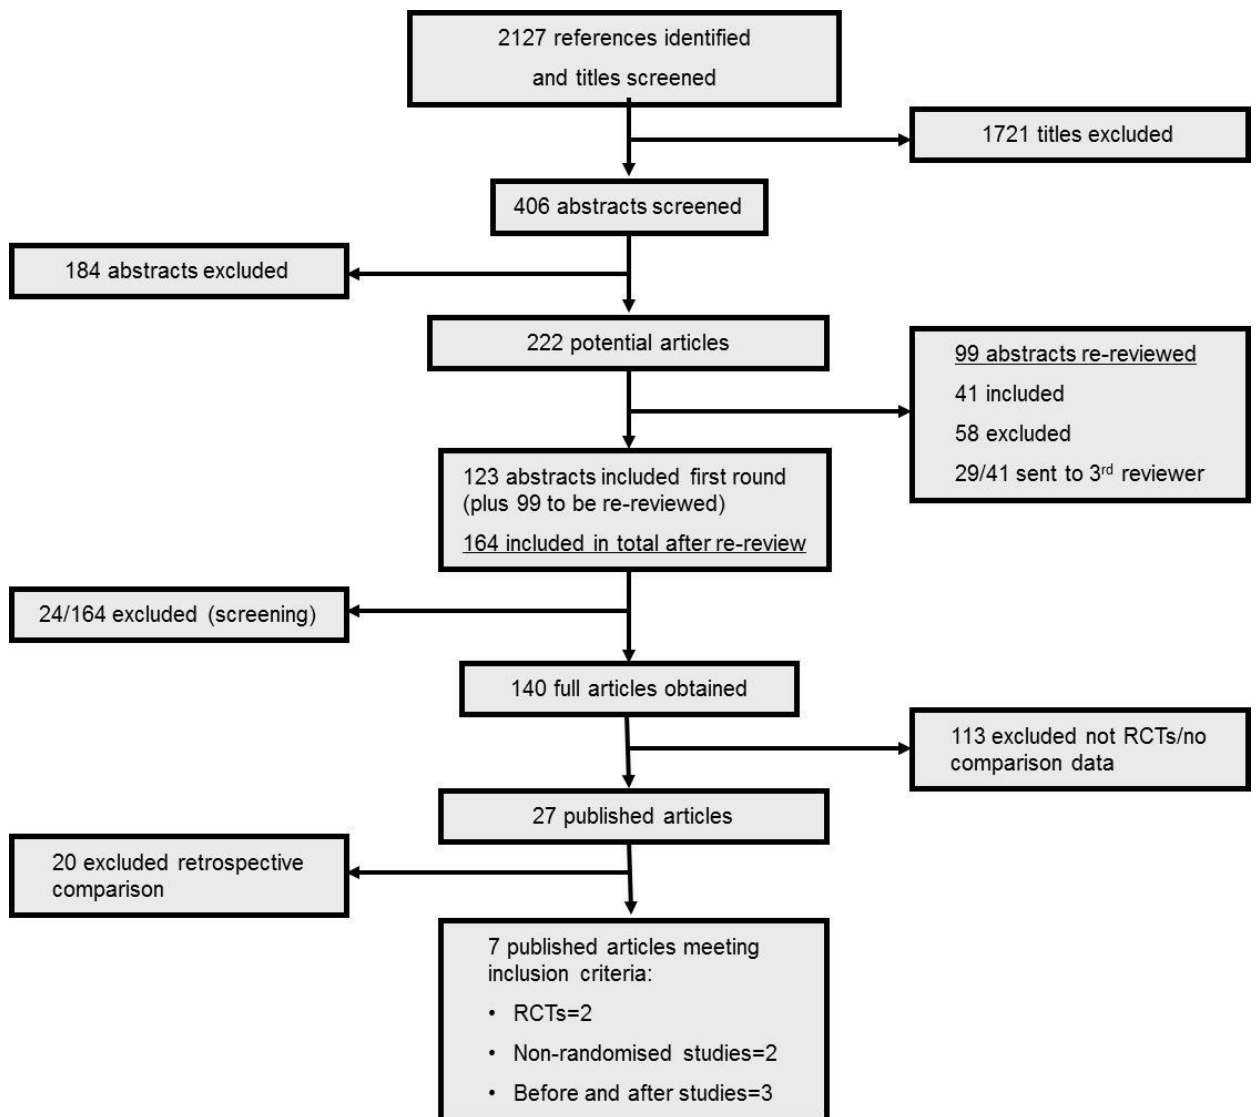 2127 references identified
and titles screened
1721 titles excluded
406 abstracts screened
184 abstracts excluded
222 potential articles
99 abstracts re-reviewed
41 included
58 excluded
29/41 sent to 3rd reviewer
123 abstracts included first round
(plus 99 to be re-reviewed)
164 included in total after re-review
24/164 excluded (screening)
140 full articles obtained
113 excluded not RCTs/no
comparison data
27 published articles
20 excluded retrospective
comparison
7 published articles meeting
inclusion criteria:
• RCTs=2
• Non-randomised studies=2
• Before and after studies=3